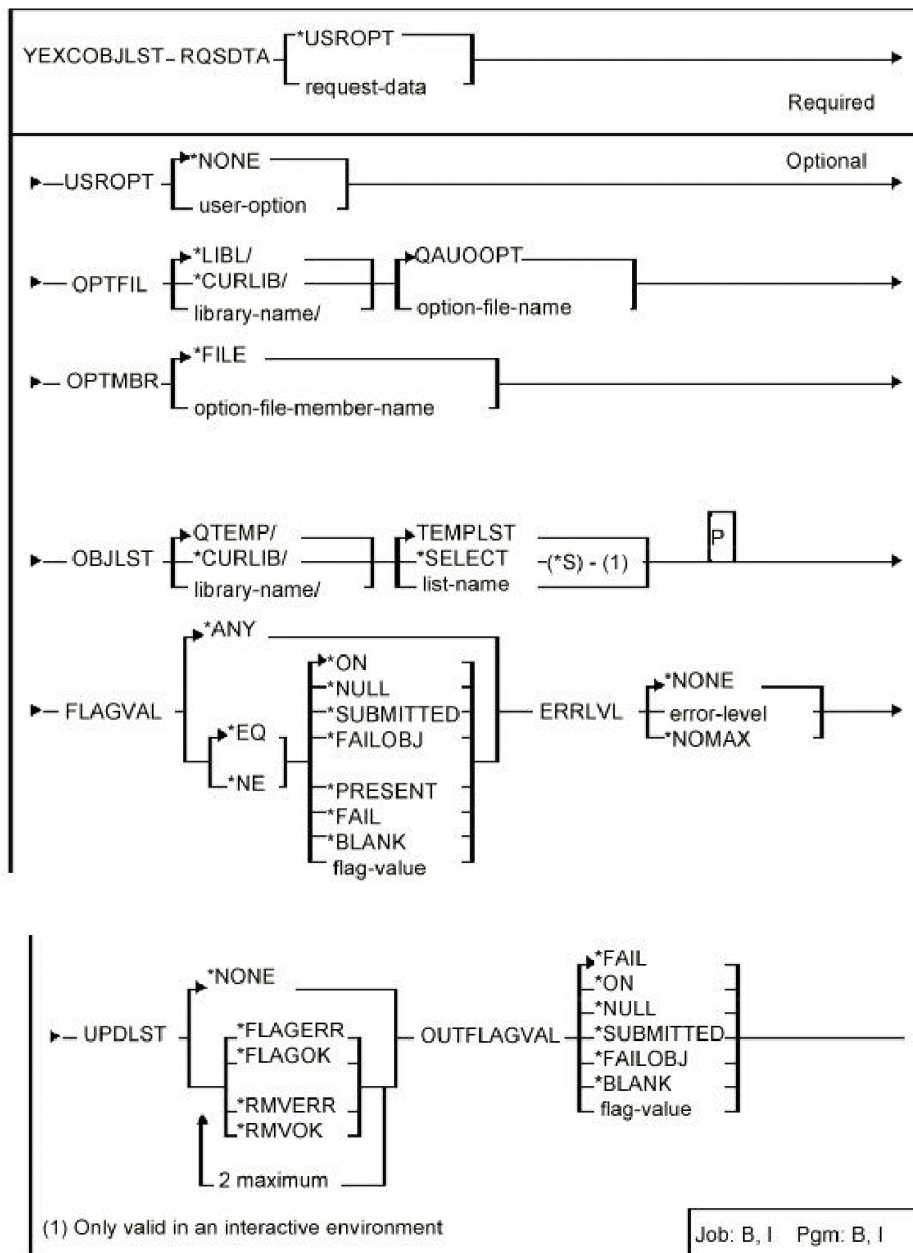 *USROPT
YEXCOBJLST RQSDTA
request-data
Required
*NONE
Optional
USROPT
user-option
*LIBL/
QAUOOPT
OPTFIL
*CURLIB/
library-name/
option-file-name
*FILE
OPTMBR
option-file-member-name
P
QTEMP/
TEMPLST
OBJLST
*CURLIB/
*SELECT
(*S) - (1)
library-name/
list-name
*ANY
*ON
*NULL
*NONE
FLAGVAL
*SUBMITTED
ERRLVL
error-level
*EQ
*FAILOBJ
*NOMAX
*NE
*PRESENT
*FAIL
*BLANK
flag-value
*FAIL
*NONE
*ON
*NULL
UPDLST
*FLAGERR
OUTFLAGVAL
*SUBMITTED
*FLAGOK
*FAILOBJ
*BLANK
*RMVERR
flag-value
*RMVOK
2 maximum
(1) Only valid in an interactive environment
Job: B, I Pgm: B, I